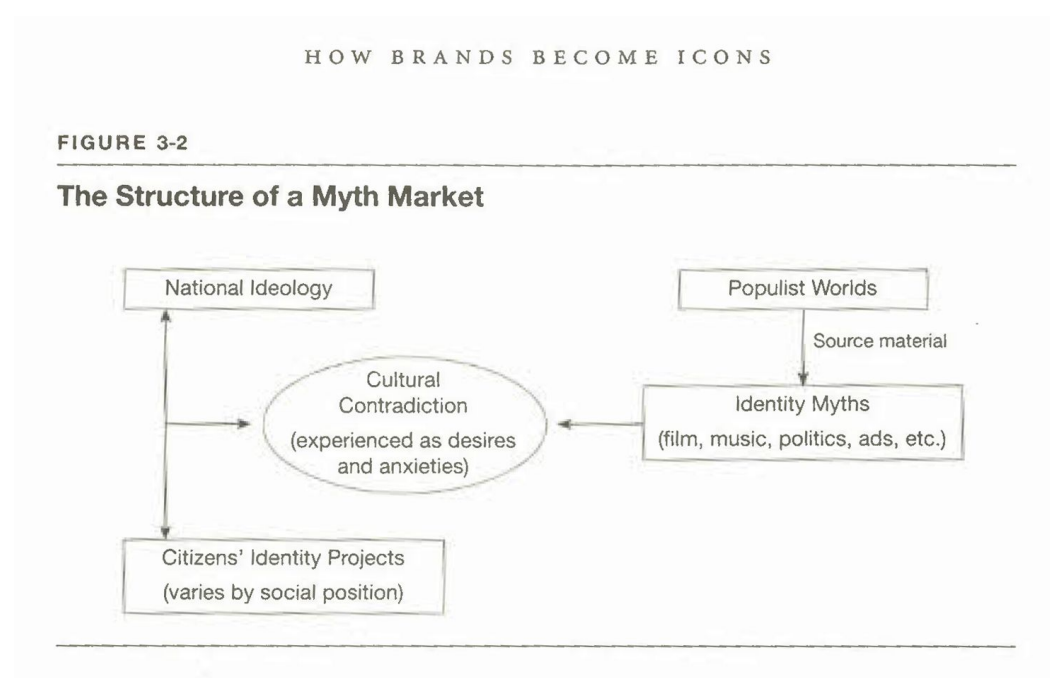 HOW BRANDS BECOME ICONS
FIGURE 3-2
The Structure of a Myth Market
National Ideology
Populist Worlds
Source material
Cultural
Contradiction
(experienced as desires
and anxieties)
Identity Myths
(film, music, politics, ads, etc.)
Citizens' Identity Projects
(varies by social position)